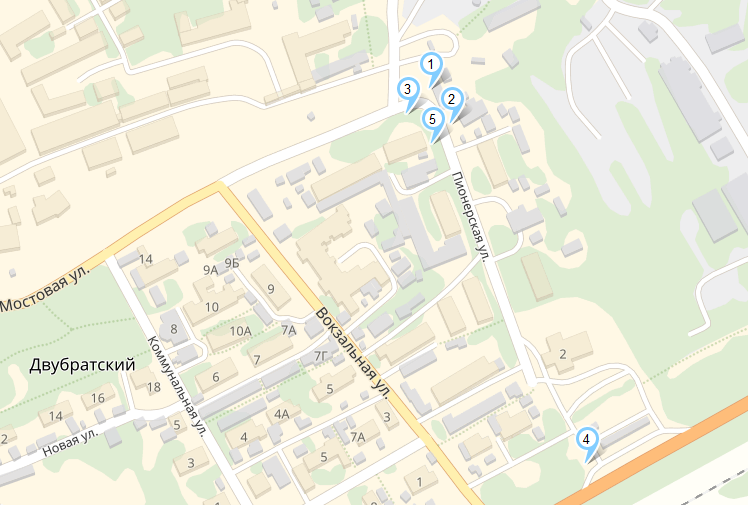 1
3
2
5
Пионерская ул.
14
9А
9Б
9
Мостовая ул.
10
Вокзальная ул.
8
10А
7А
Коммунальная ул.
7
7Г
2
Двубратский
6
18
5
16
14
4А
3
5
4
7А
4
2
Новая ул.
3
5
1